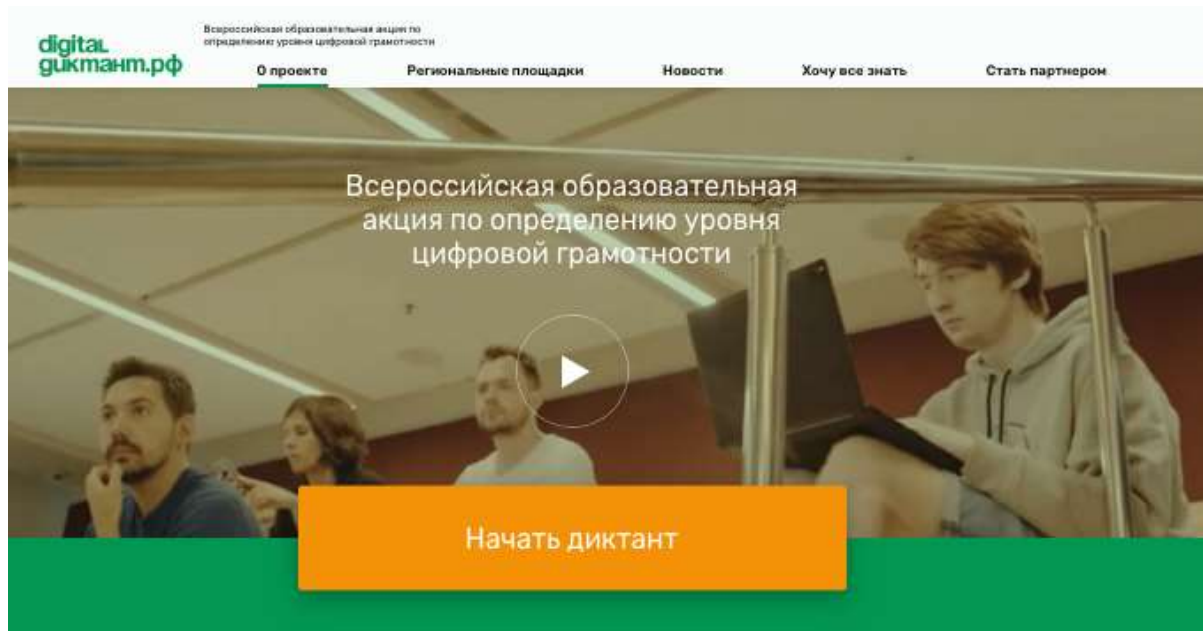 digital
диктант.рф
Всероссийская образовательная акция по
определению уровня цифровой грамотности
О проекте Региональные площадки Новости Хочу все знать Стать партнером
Всероссийская образовательная
акция по определению уровня
цифровой грамотности
Начать диктант